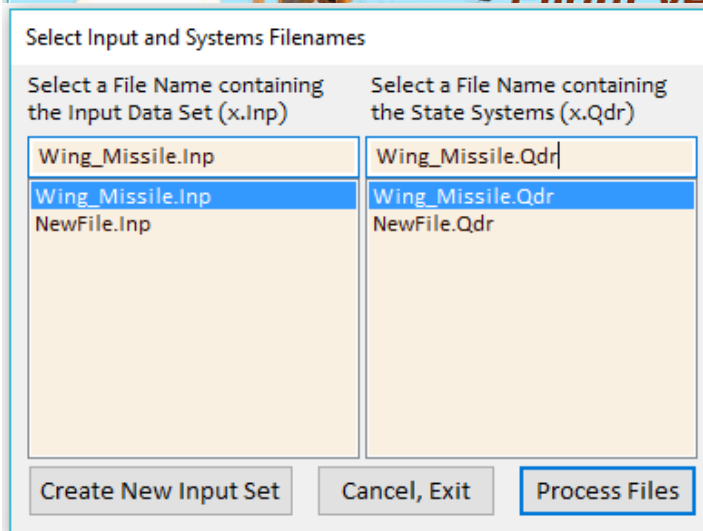 Select Input and Systems Filenames
Select a File Name containing
the Input Data Set (x.Inp)
Select a File Name containing
the State Systems (x.Qdr)
Wing_Missile.Inp
Wing_Missile.Qdr
Wing_Missile.Inp
NewFile.Inp
Wing_Missile.Qdr
NewFile.Qdr
Create New Input Set
Cancel, Exit
Process Files